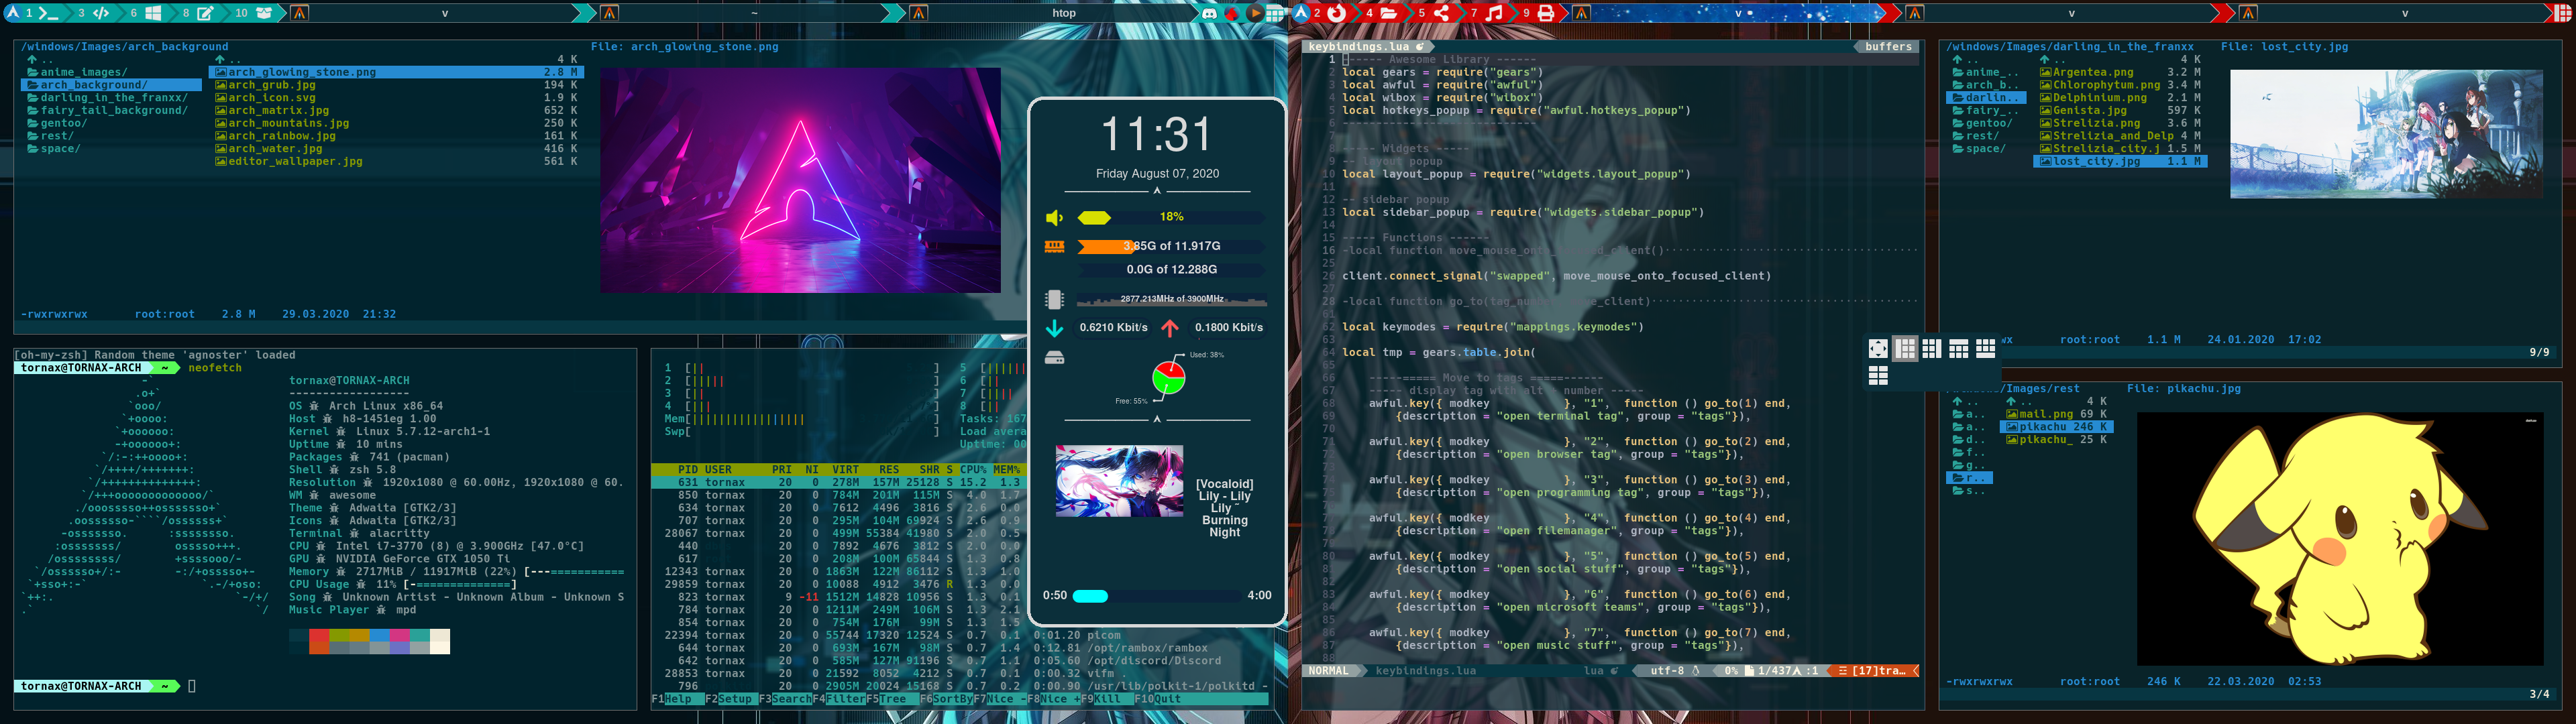 1 3 6 8 10 v ~ htop 2 4 5 7 9 v v v
/windows/Images/arch_background File: arch_glowing_stone.png
.. .. 4 K
anime_images/ arch_glowing_stone.png 2.8 M
arch_background/ arch_grub.jpg 194 K
darling_in_the_franxx/ arch_icon.svg 1.9 K
fairy_tail_background/ arch_matrix.jpg 652 K
gentoo/ arch_mountains.jpg 250 K
rest/ arch_rainbow.jpg 161 K
space/ arch_water.jpg 416 K
editor_wallpaper.jpg 561 K
-rwxrwxrwx root:root 2.8 M 29.03.2020 21:32
[oh-my-zsh] Random theme 'agnoster' loaded
tornax@TORNAX-ARCH ~ neofetch
tornax@TORNAX-ARCH
------------------
OS Arch Linux x86_64
Host h8-1451eg 1.00
Kernel Linux 5.7.12-arch1-1
Uptime 10 mins
Packages 741 (pacman)
Shell zsh 5.8
Resolution 1920x1080 @ 60.00Hz, 1920x1080 @ 60.
WM awesome
Theme Adwaita [GTK2/3]
Icons Adwaita [GTK2/3]
Terminal alacritty
CPU Intel i7-3770 (8) @ 3.900GHz [47.0°C]
GPU NVIDIA GeForce GTX 1050 Ti
Memory 2717MiB / 11917MiB (22%) [---===========
CPU Usage 11% [-==============]
Song Unknown Artist - Unknown Album - Unknown S
Music Player mpd
tornax@TORNAX-ARCH ~
1 [|| ] 5 [||||||
2 [||||| ] 6 [||
3 [|| ] 7 [||||
4 [||| ] 8 [||
Mem[||||||||||||||||| ] Tasks: 167
Swp[ ] Load avera
Uptime: 00
PID USER PRI NI VIRT RES SHR S CPU% MEM%
631 tornax 20 0 278M 157M 25128 S 15.2 1.3
850 tornax 20 0 784M 201M 115M S 4.0 1.7
634 tornax 20 0 7612 4496 3816 S 2.6 0.0
707 tornax 20 0 295M 104M 69924 S 2.6 0.9
28067 tornax 20 0 499M 55384 41980 S 2.0 0.5
440 20 0 7892 4676 3812 S 2.0 0.0
617 20 0 208M 100M 65844 S 1.3 0.8
12343 tornax 20 0 1863M 122M 86112 S 1.3 1.0
29859 tornax 20 0 10088 4912 3476 R 1.3 0.0
823 tornax 9 -11 1512M 14828 10956 S 1.3 0.1
784 tornax 20 0 1211M 249M 106M S 1.3 2.1
854 tornax 20 0 754M 176M 99M S 1.3 1.5
22394 tornax 20 0 55744 17320 12524 S 0.7 0.1 0:01.20 picom
644 tornax 20 0 693M 167M 98M S 0.7 1.4 0:12.81 /opt/rambox/rambox
642 tornax 20 0 585M 127M 91196 S 0.7 1.1 0:05.60 /opt/discord/Discord
28853 tornax 20 0 21592 8052 4212 S 0.7 0.1 0:00.32 vifm .
796 20 0 2905M 20024 15168 S 0.7 0.2 0:00.90 /usr/lib/polkit-1/polkitd -
F1Help F2Setup F3SearchF4FilterF5Tree F6SortByF7Nice -F8Nice +F9Kill F10Quit
11:31
Friday August 07, 2020
18%
3.85G of 11.917G
0.0G of 12.288G
2877.213MHz of 3900MHz
0.6210 Kbit/s 0.1800 Kbit/s
Used: 38%
Free: 55%
[Vocaloid]
Lily - Lily
Lily -
Burning
Night
0:50 4:00
keybindings.lua buffers
1 ----- Awesome Library ------
2 local gears = require("gears")
3 local awful = require("awful")
4 local wibox = require("wibox")
5 local hotkeys_popup = require("awful.hotkeys_popup")
6 -----------------------------
7
8 ----- Widgets -----
9 -- layout popup
10 local layout_popup = require("widgets.layout_popup")
11
12 -- sidebar popup
13 local sidebar_popup = require("widgets.sidebar_popup")
14
15 ----- Functions ------
16 -local function move_mouse_onto_focused_client()
25
26 client.connect_signal("swapped", move_mouse_onto_focused_client)
27
28 -local function go_to(tag_number, move_client)
61
62 local keymodes = require("mappings.keymodes")
63
64 local tmp = gears.table.join(
65
66 -----===== Move to tags =====------
67 ----- display tag with alt + number -----
68 awful.key({ modkey }, "1", function () go_to(1) end,
69 {description = "open terminal tag", group = "tags"}),
70
71 awful.key({ modkey }, "2", function () go_to(2) end,
72 {description = "open browser tag", group = "tags"}),
73
74 awful.key({ modkey }, "3", function () go_to(3) end,
75 {description = "open programming tag", group = "tags"}),
76
77 awful.key({ modkey }, "4", function () go_to(4) end,
78 {description = "open filemanager", group = "tags"}),
79
80 awful.key({ modkey }, "5", function () go_to(5) end,
81 {description = "open social stuff", group = "tags"}),
82
83 awful.key({ modkey }, "6", function () go_to(6) end,
84 {description = "open microsoft teams", group = "tags"}),
85
86 awful.key({ modkey }, "7", function () go_to(7) end,
87 {description = "open music stuff", group = "tags"}),
88
NORMAL keybindings.lua lua utf-8 0% 1/437 :1 [17]tra…
/windows/Images/darling_in_the_franxx File: lost_city.jpg
.. .. 4 K
anime_.. Argentea.png 3.2 M
arch_b.. Chlorophytum.png 3.4 M
darlin.. Delphinium.png 2.1 M
fairy_.. Genista.jpg 597 K
gentoo/ Strelizia.png 3.6 M
rest/ Strelizia_and_Delp 4 M
space/ Strelizia_city.j 1.5 M
lost_city.jpg 1.1 M
wx root:root 1.1 M 24.01.2020 17:02
9/9
/windows/Images/rest File: pikachu.jpg
.. .. 4 K
a.. mail.png 69 K
a.. pikachu 246 K
d.. pikachu_ 25 K
f..
g..
r..
s..
-rwxrwxrwx root:root 246 K 22.03.2020 02:53
3/4